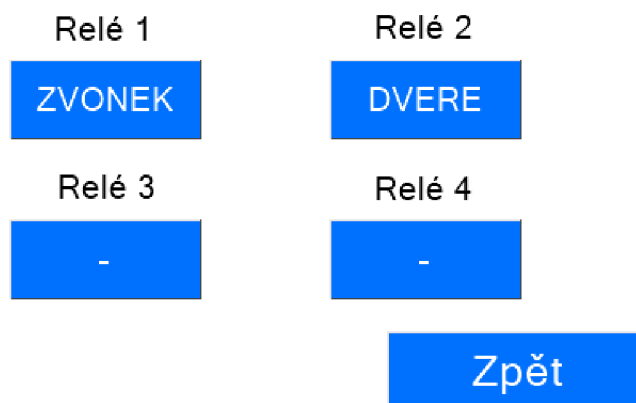 Relé 1
Relé 2
ZVONEK
DVERE
Relé 3
Relé 4
-
-
Zpět